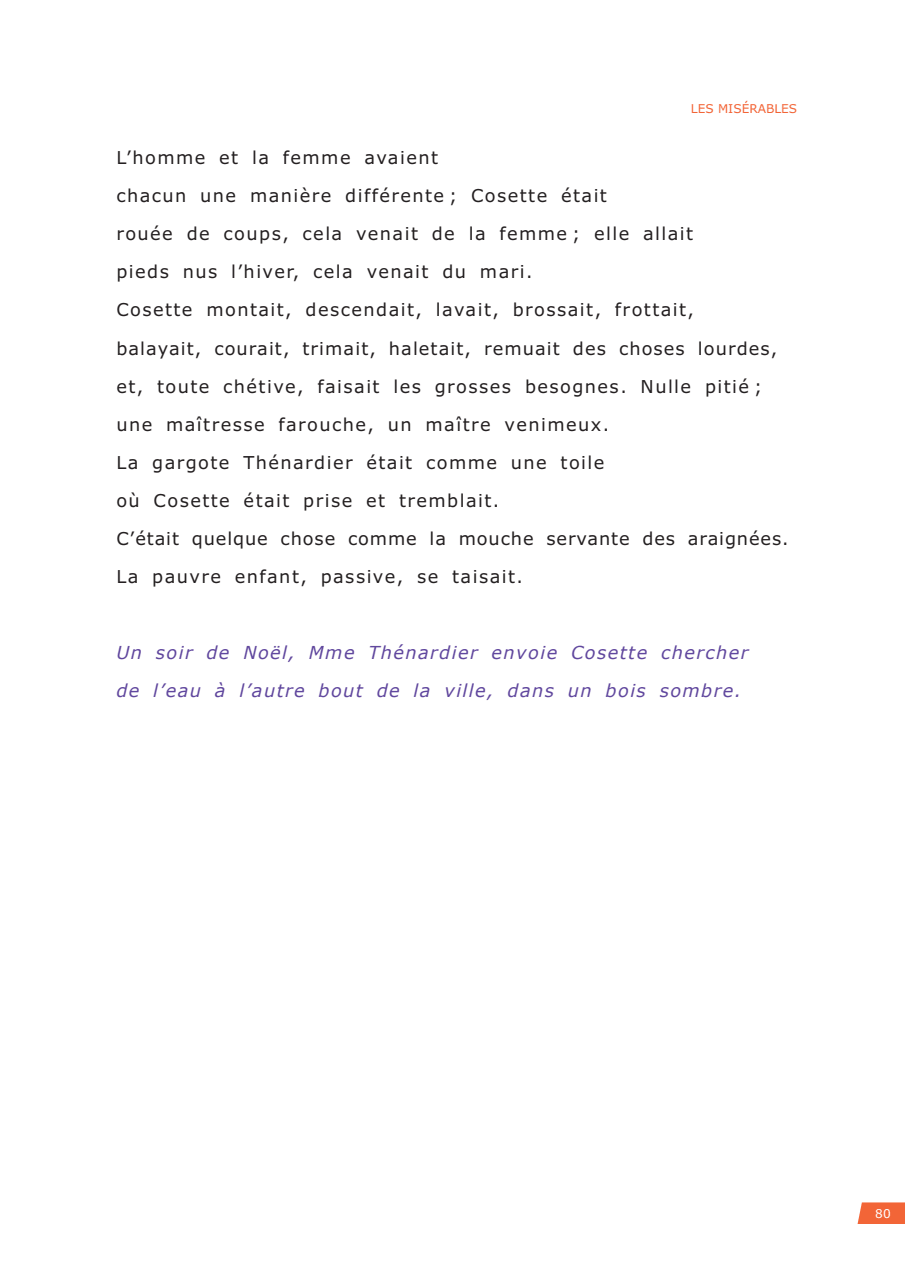 LES MISÉRABLES
L’homme et la femme avaient
chacun une manière différente ; Cosette était
rouée de coups, cela venait de la femme ; elle allait
pieds nus l’hiver, cela venait du mari.
Cosette montait, descendait, lavait, brossait, frottait,
balayait, courait, trimait, haletait, remuait des choses lourdes,
et, toute chétive, faisait les grosses besognes. Nulle pitié ;
une maîtresse farouche, un maître venimeux.
La gargote Thénardier était comme une toile
où Cosette était prise et tremblait.
C’était quelque chose comme la mouche servante des araignées.
La pauvre enfant, passive, se taisait.
Un soir de Noël, Mme Thénardier envoie Cosette chercher
de l’eau à l’autre bout de la ville, dans un bois sombre.
80